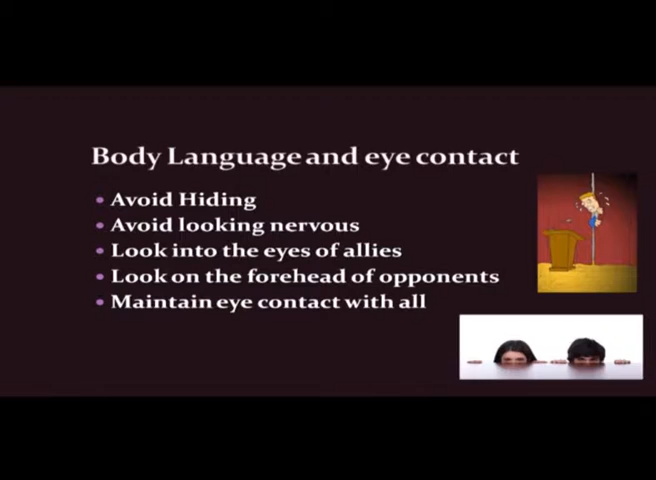 Body Language and eye contact
Avoid Hiding
Avoid looking nervous
Look into the eyes of allies
Look on the forehead of opponents
Maintain eye contact with all